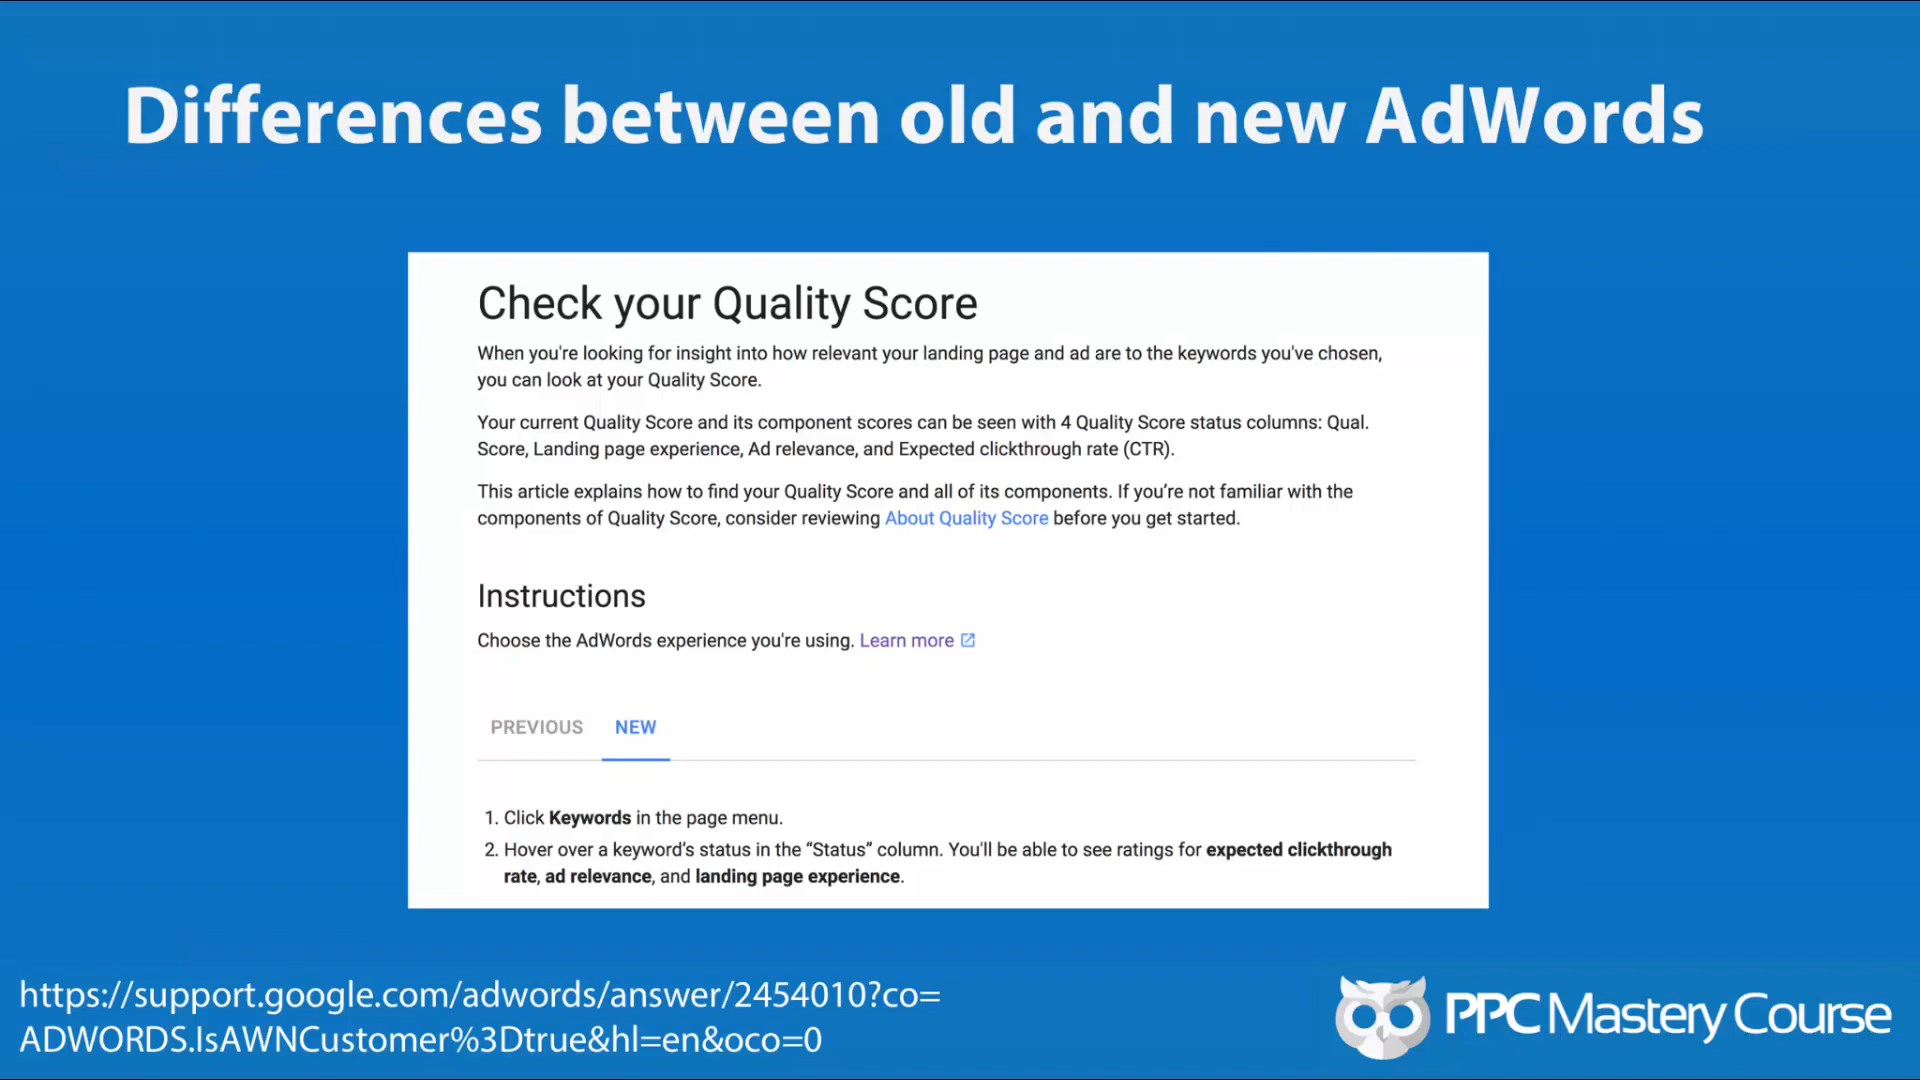 Differences between old and new AdWords
Check your Quality Score
When you're looking for insight into how relevant your landing page and ad are to the keywords you've chosen,
you can look at your Quality Score.
Your current Quality Score and its component scores can be seen with 4 Quality Score status columns: Qual.
Score, Landing page experience, Ad relevance, and Expected clickthrough rate (CTR).
This article explains how to find your Quality Score and all of its components. If you’re not familiar with the
components of Quality Score, consider reviewing About Quality Score before you get started.
Instructions
Choose the AdWords experience you're using. Learn more
PREVIOUS NEW
1. Click Keywords in the page menu.
2. Hover over a keyword’s status in the “Status” column. You'll be able to see ratings for expected clickthrough
rate, ad relevance, and landing page experience.
https://support.google.com/adwords/answer/2454010?co=
ADWORDS.IsAWNCustomer%3Dtrue&hl=en&oco=0
PPC Mastery Course